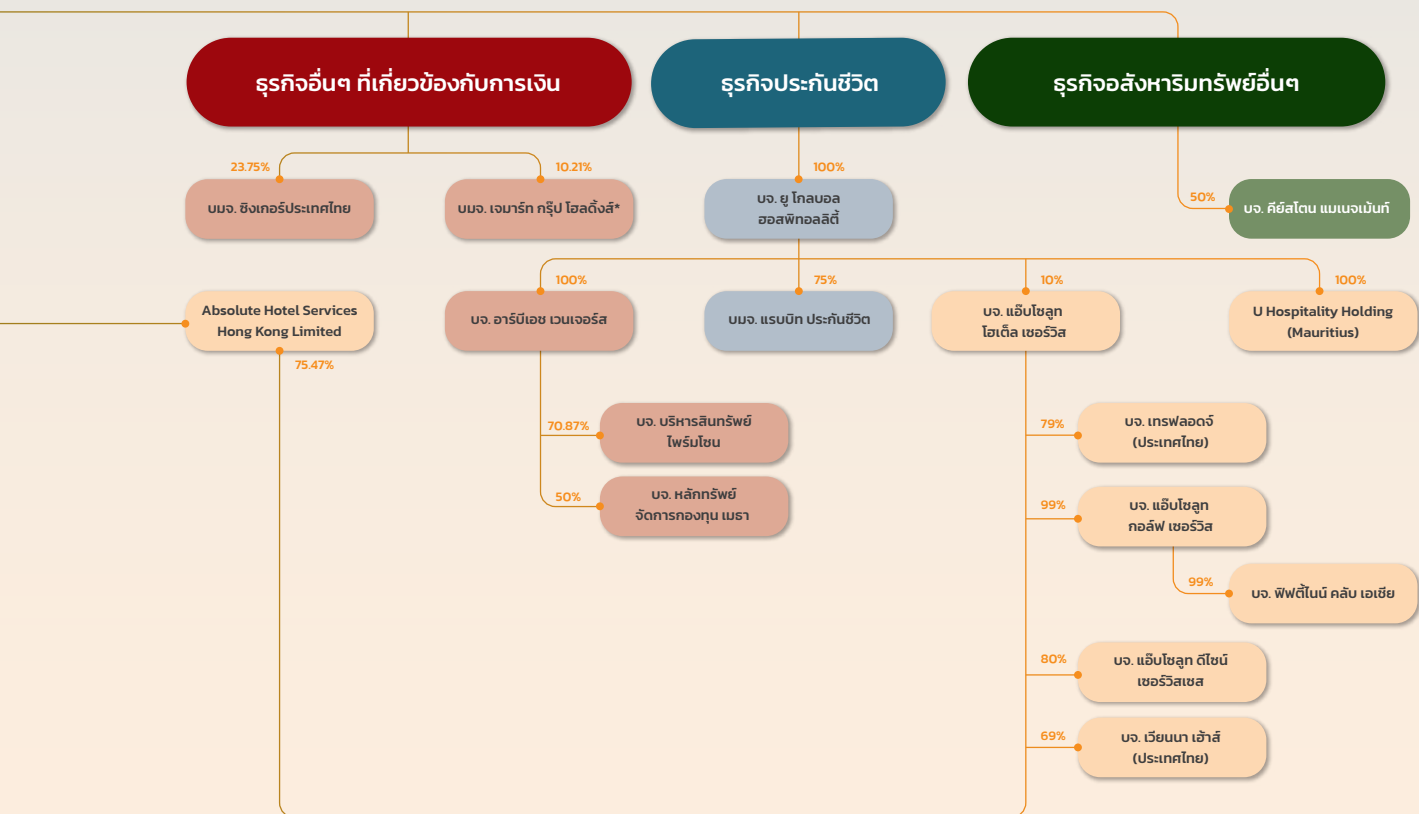 ธุรกิจอื่นๆ ที่เกี่ยวข้องกับการเงิน
ธุรกิจประกันชีวิต
ธุรกิจอสังหาริมทรัพย์อื่นๆ
23.75%
10.21%
100%
50%
บมจ. ซิงเกอร์ประเทศไทย
บมจ. เจมาร์ท กรุ๊ป โฮลดิ้งส์*
บจ. ยู โกลบอล
ฮอสพิทอลลิตี้
บจ. คีย์สโตน แมเนจเม้นท์
100%
75%
10%
100%
Absolute Hotel Services
Hong Kong Limited
75.47%
บจ. อาร์บีเอช เวนเจอร์ส
บมจ. แรบบิท ประกันชีวิต
บจ. แอ๊บโซลูท
โฮเต็ล เซอร์วิส
U Hospitality Holding
(Mauritius)
70.87%
บจ. บริหารสินทรัพย์
ไพร์มโซน
50%
บจ. หลักทรัพย์
จัดการกองทุน เมธา
79%
บจ. เทรฟลอดจ์
(ประเทศไทย)
99%
บจ. แอ๊บโซลูท
กอล์ฟ เซอร์วิส
99%
บจ. ฟิฟตี้ไนน์ คลับ เอเชีย
80%
บจ. แอ๊บโซลูท ดีไซน์
เซอร์วิสเซส
69%
บจ. เวียนนา เฮ้าส์
(ประเทศไทย)